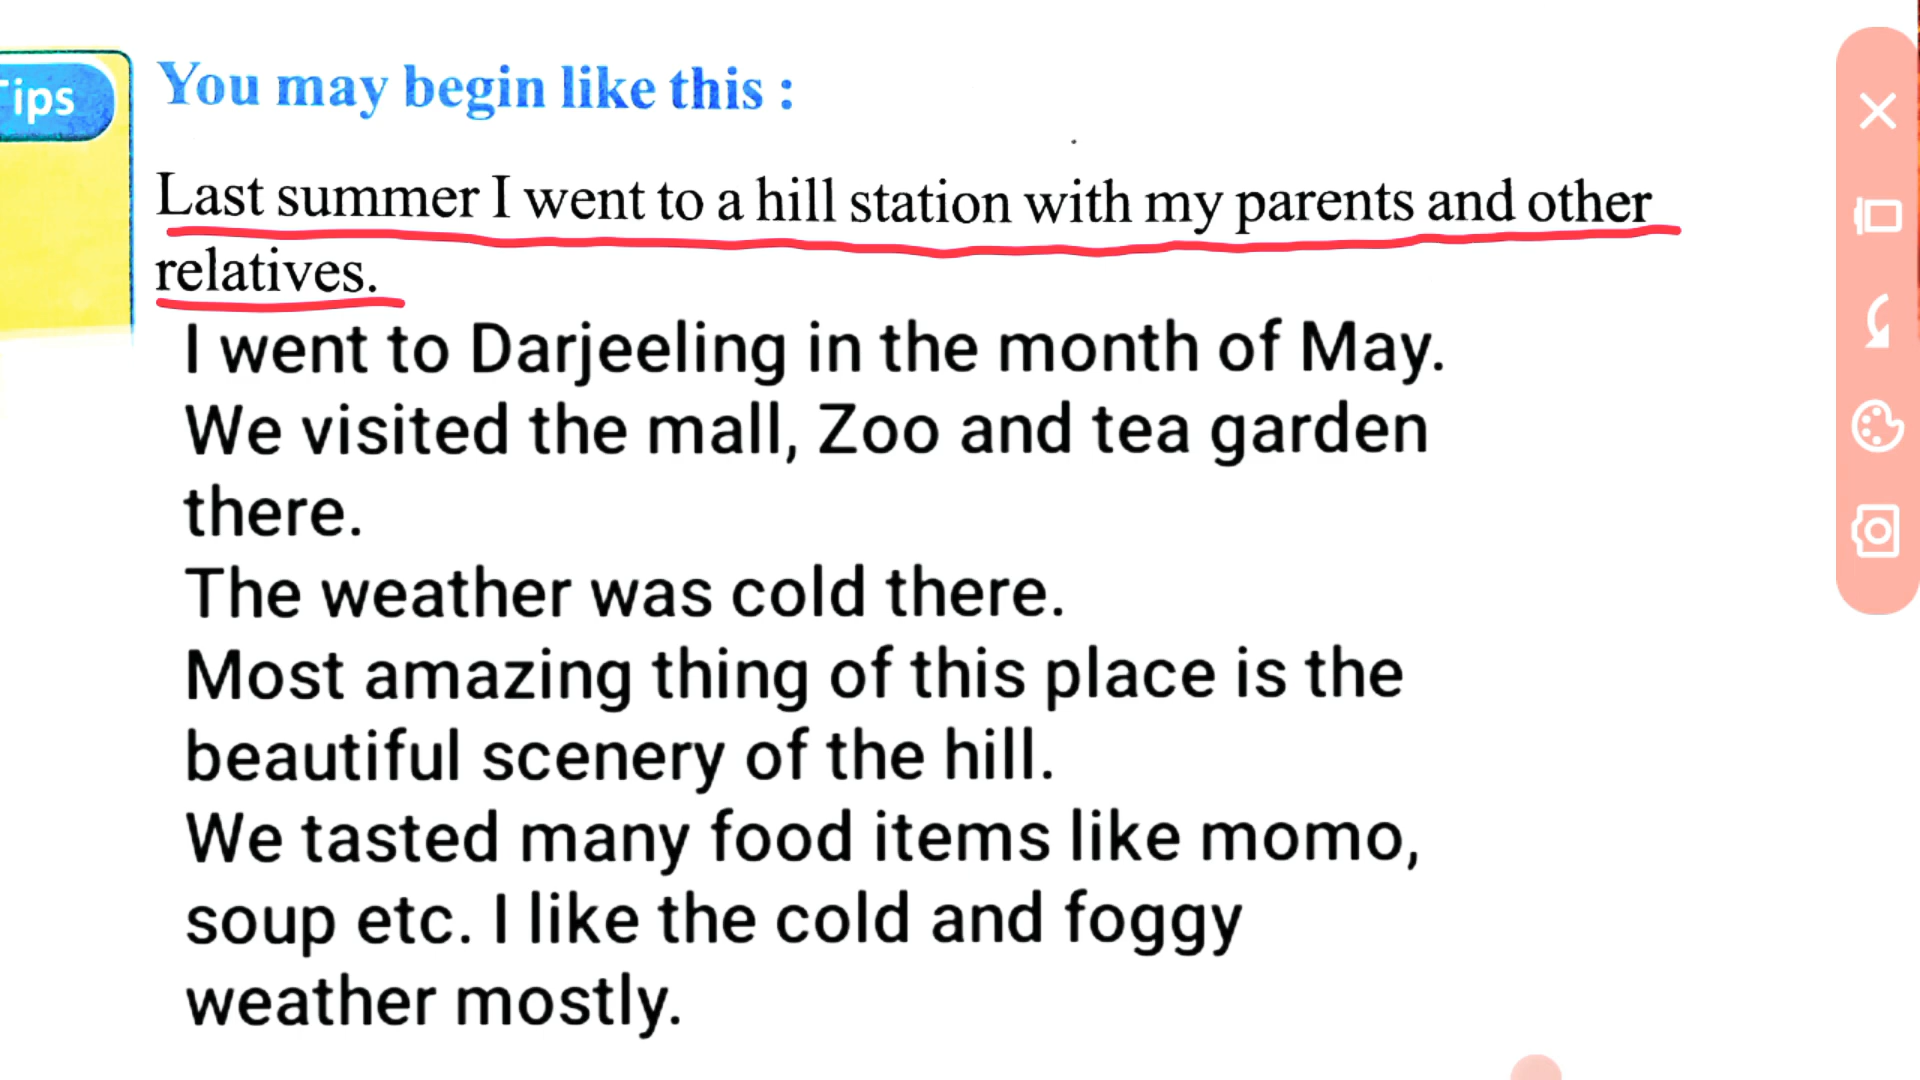 Tips
You may begin like this :
Last summer I went to a hill station with my parents and other
relatives.
I went to Darjeeling in the month of May.
We visited the mall, Zoo and tea garden
there.
The weather was cold there.
Most amazing thing of this place is the
beautiful scenery of the hill.
We tasted many food items like momo,
soup etc. I like the cold and foggy
weather mostly.